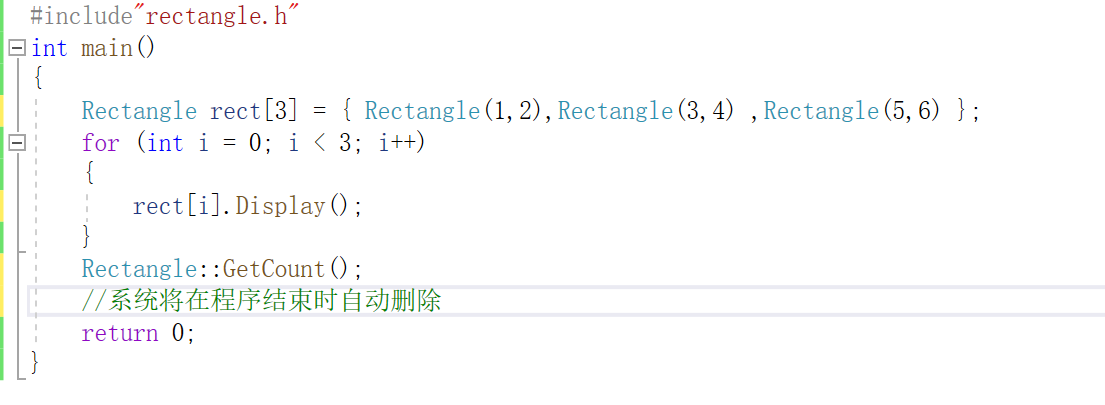 #include"rectangle.h"
int main()
{
    Rectangle rect[3] = { Rectangle(1,2),Rectangle(3,4) ,Rectangle(5,6) };
    for (int i = 0; i < 3; i++)
    {
        rect[i].Display();
    }
    Rectangle::GetCount();
    //系统将在程序结束时自动删除
    return 0;
}